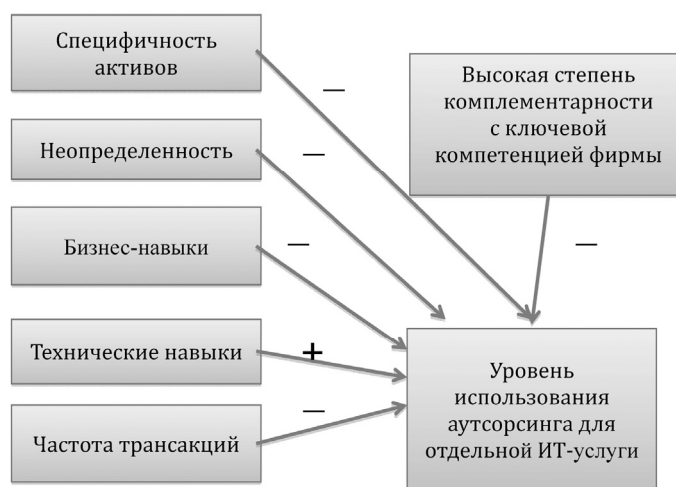 Специфичность
активов
Высокая степень
комплементарности
с ключевой
компетенцией фирмы
—
Неопределенность
—
Бизнес-навыки
—
—
Технические навыки
+
Уровень
использования
аутсорсинга для
отдельной ИТ-услуги
—
Частота трансакций